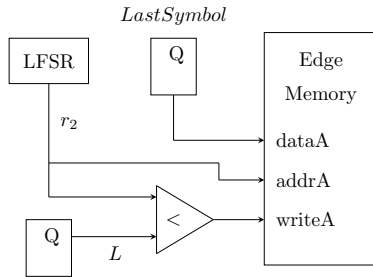 LastSymbol
LFSR
Q
Edge
Memory
r2
dataA
addrA
writeA
<
Q
L